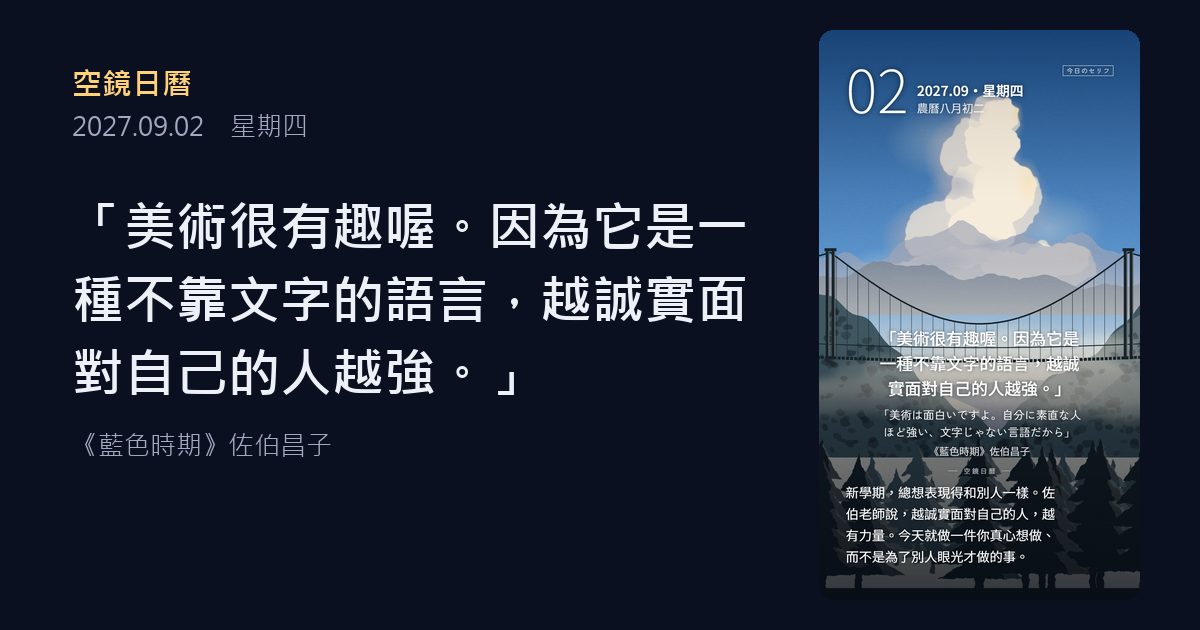 空鏡日曆
2027.09.02 星期四
「美術很有趣喔。因為它是一
種不靠文字的語言，越誠實面
對自己的人越強。」
《藍色時期》佐伯昌子
02
2027.09・星期四
農曆八月初二
今日のセリフ
「美術很有趣喔。因為它是
一種不靠文字的語言，越誠
實面對自己的人越強。」
「美術は面白いですよ。自分に素直な人
ほど強い、文字じゃない言語だから」
《藍色時期》佐伯昌子
空鏡日曆
新學期，總想表現得和別人一樣。佐
伯老師說，越誠實面對自己的人，越
有力量。今天就做一件你真心想做、
而不是為了別人眼光才做的事。